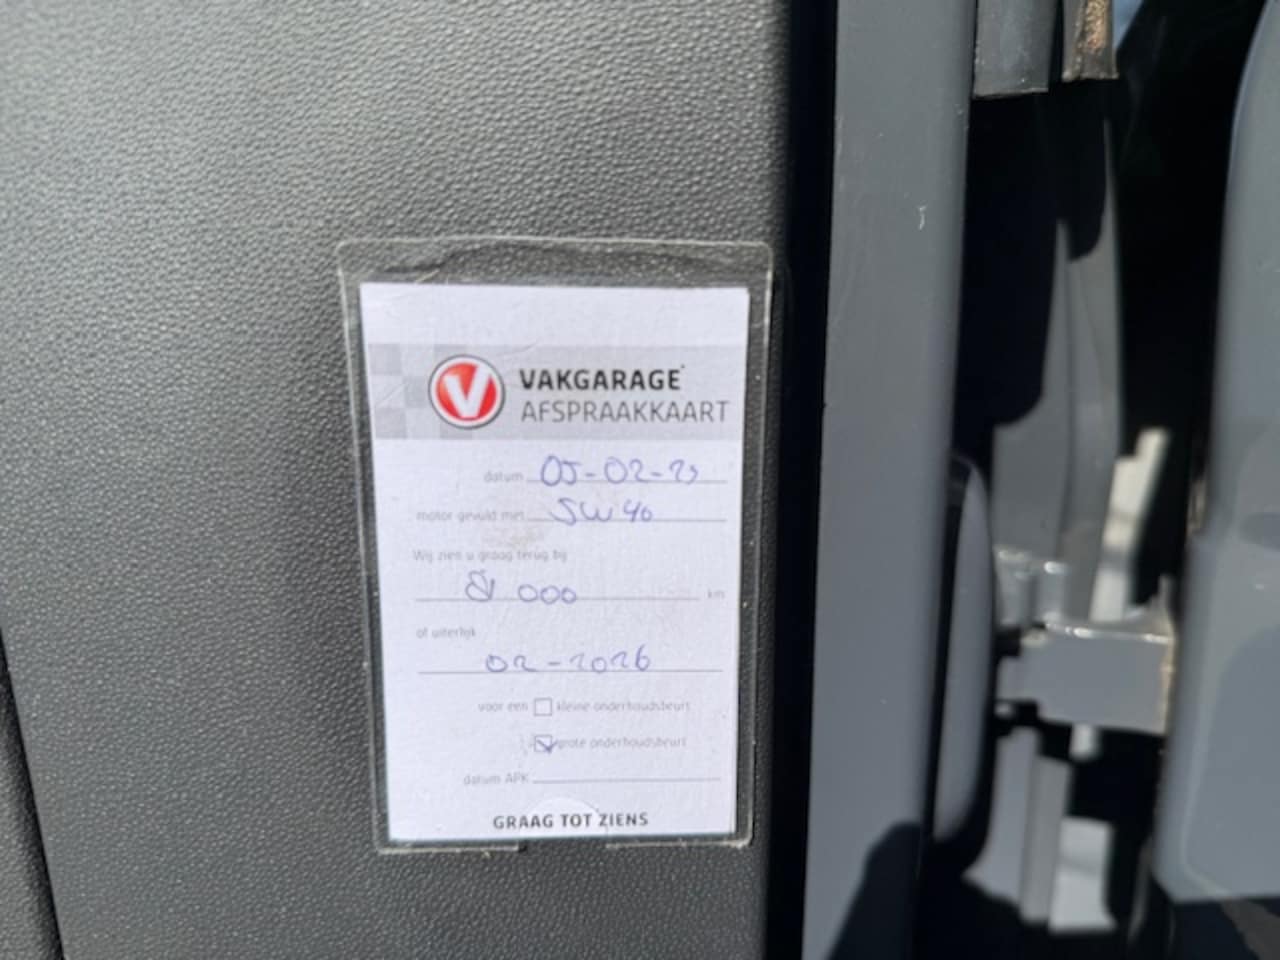 VAKGARAGE
AFSPRAAKKAART
datum 05-02-25
motor gevuld met 5W40
Wij zien u graag terug bij
000 km
of uiterlijk
02-2026
voor een kleine onderhoudsbeurt
grote onderhoudsbeurt
datum APK
GRAAG TOT ZIENS